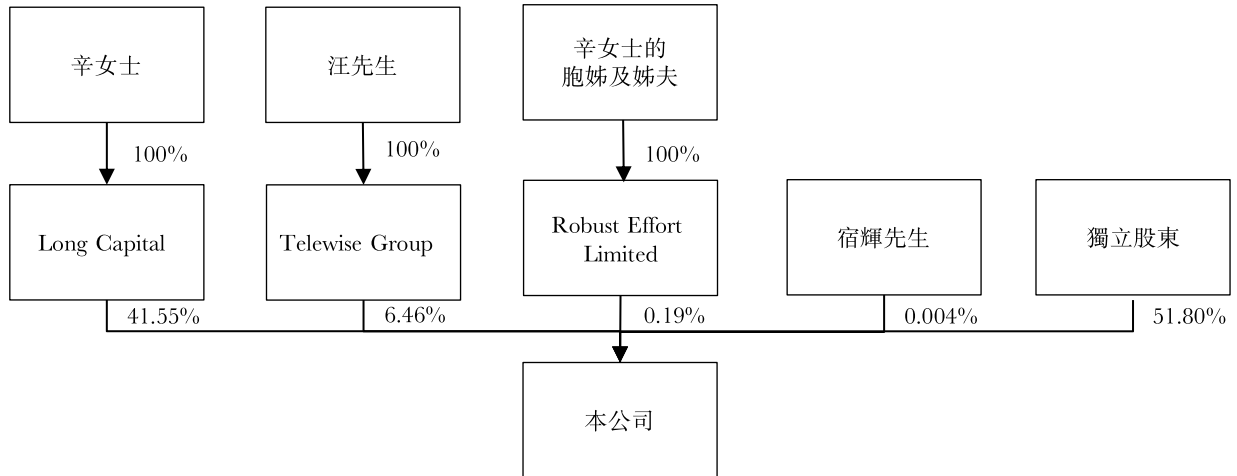 辛女士
汪先生
辛女士的
胞姊及姊夫
100%
100%
100%
Long Capital
Telewise Group
Robust Effort
Limited
宿輝先生
獨立股東
41.55%
6.46%
0.19%
0.004%
51.80%
本公司